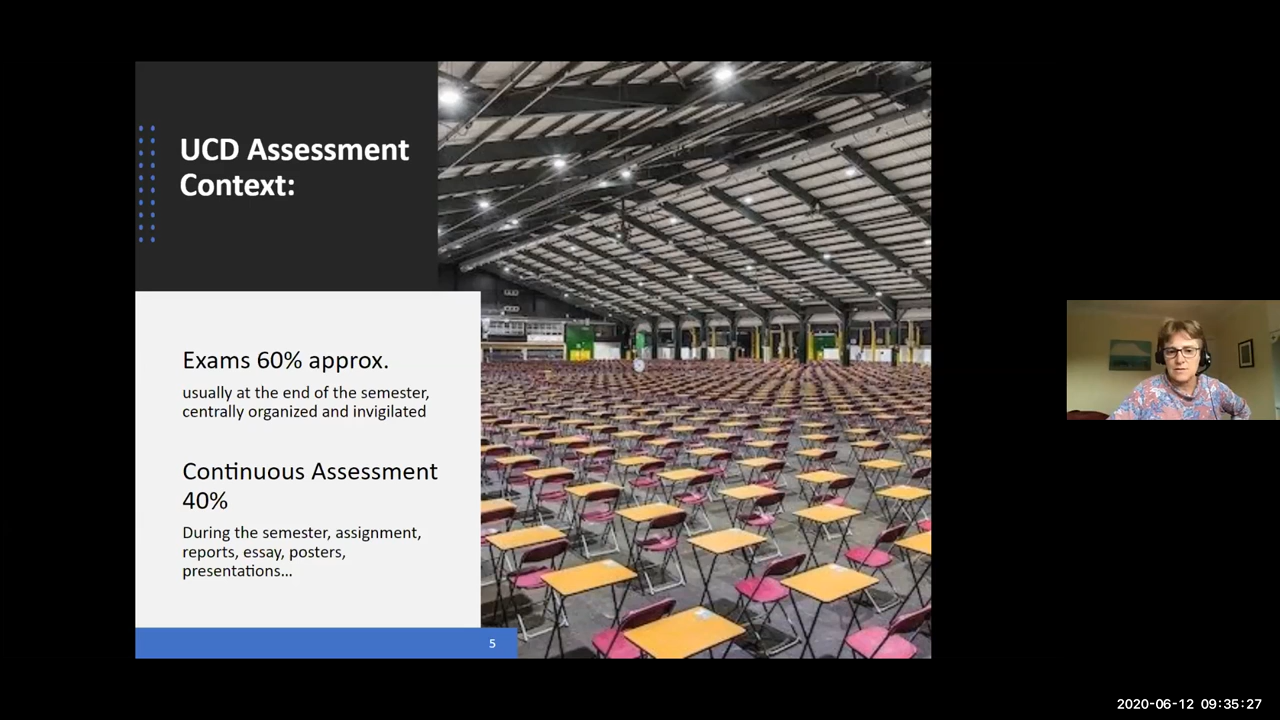 UCD Assessment
Context:
Exams 60% approx.
usually at the end of the semester,
centrally organized and invigilated
Continuous Assessment
40%
During the semester, assignment,
reports, essay, posters,
presentations...
5
2020-06-12 09:35:27